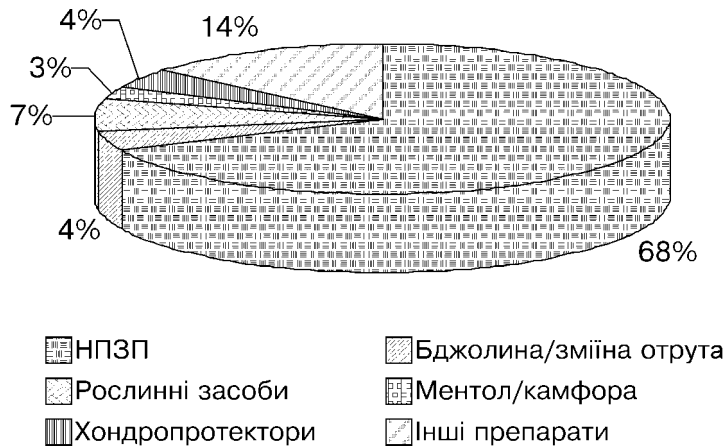 4%
14%
3%
7%
4%
68%
НПЗП
Бджолина/зміїна отрута
Рослинні засоби
Ментол/камфора
Хондропротектори
Інші препарати